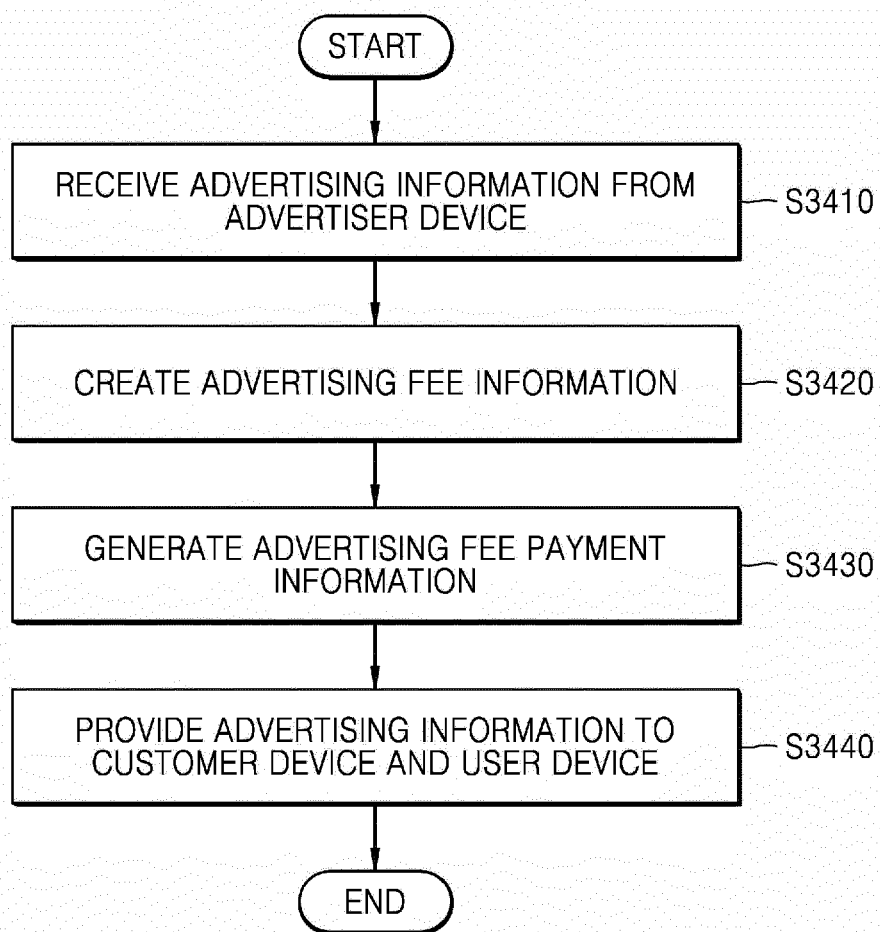 START
RECEIVE ADVERTISING INFORMATION FROM
ADVERTISER DEVICE
S3410
CREATE ADVERTISING FEE INFORMATION
S3420
GENERATE ADVERTISING FEE PAYMENT
INFORMATION
S3430
PROVIDE ADVERTISING INFORMATION TO
CUSTOMER DEVICE AND USER DEVICE
S3440
END